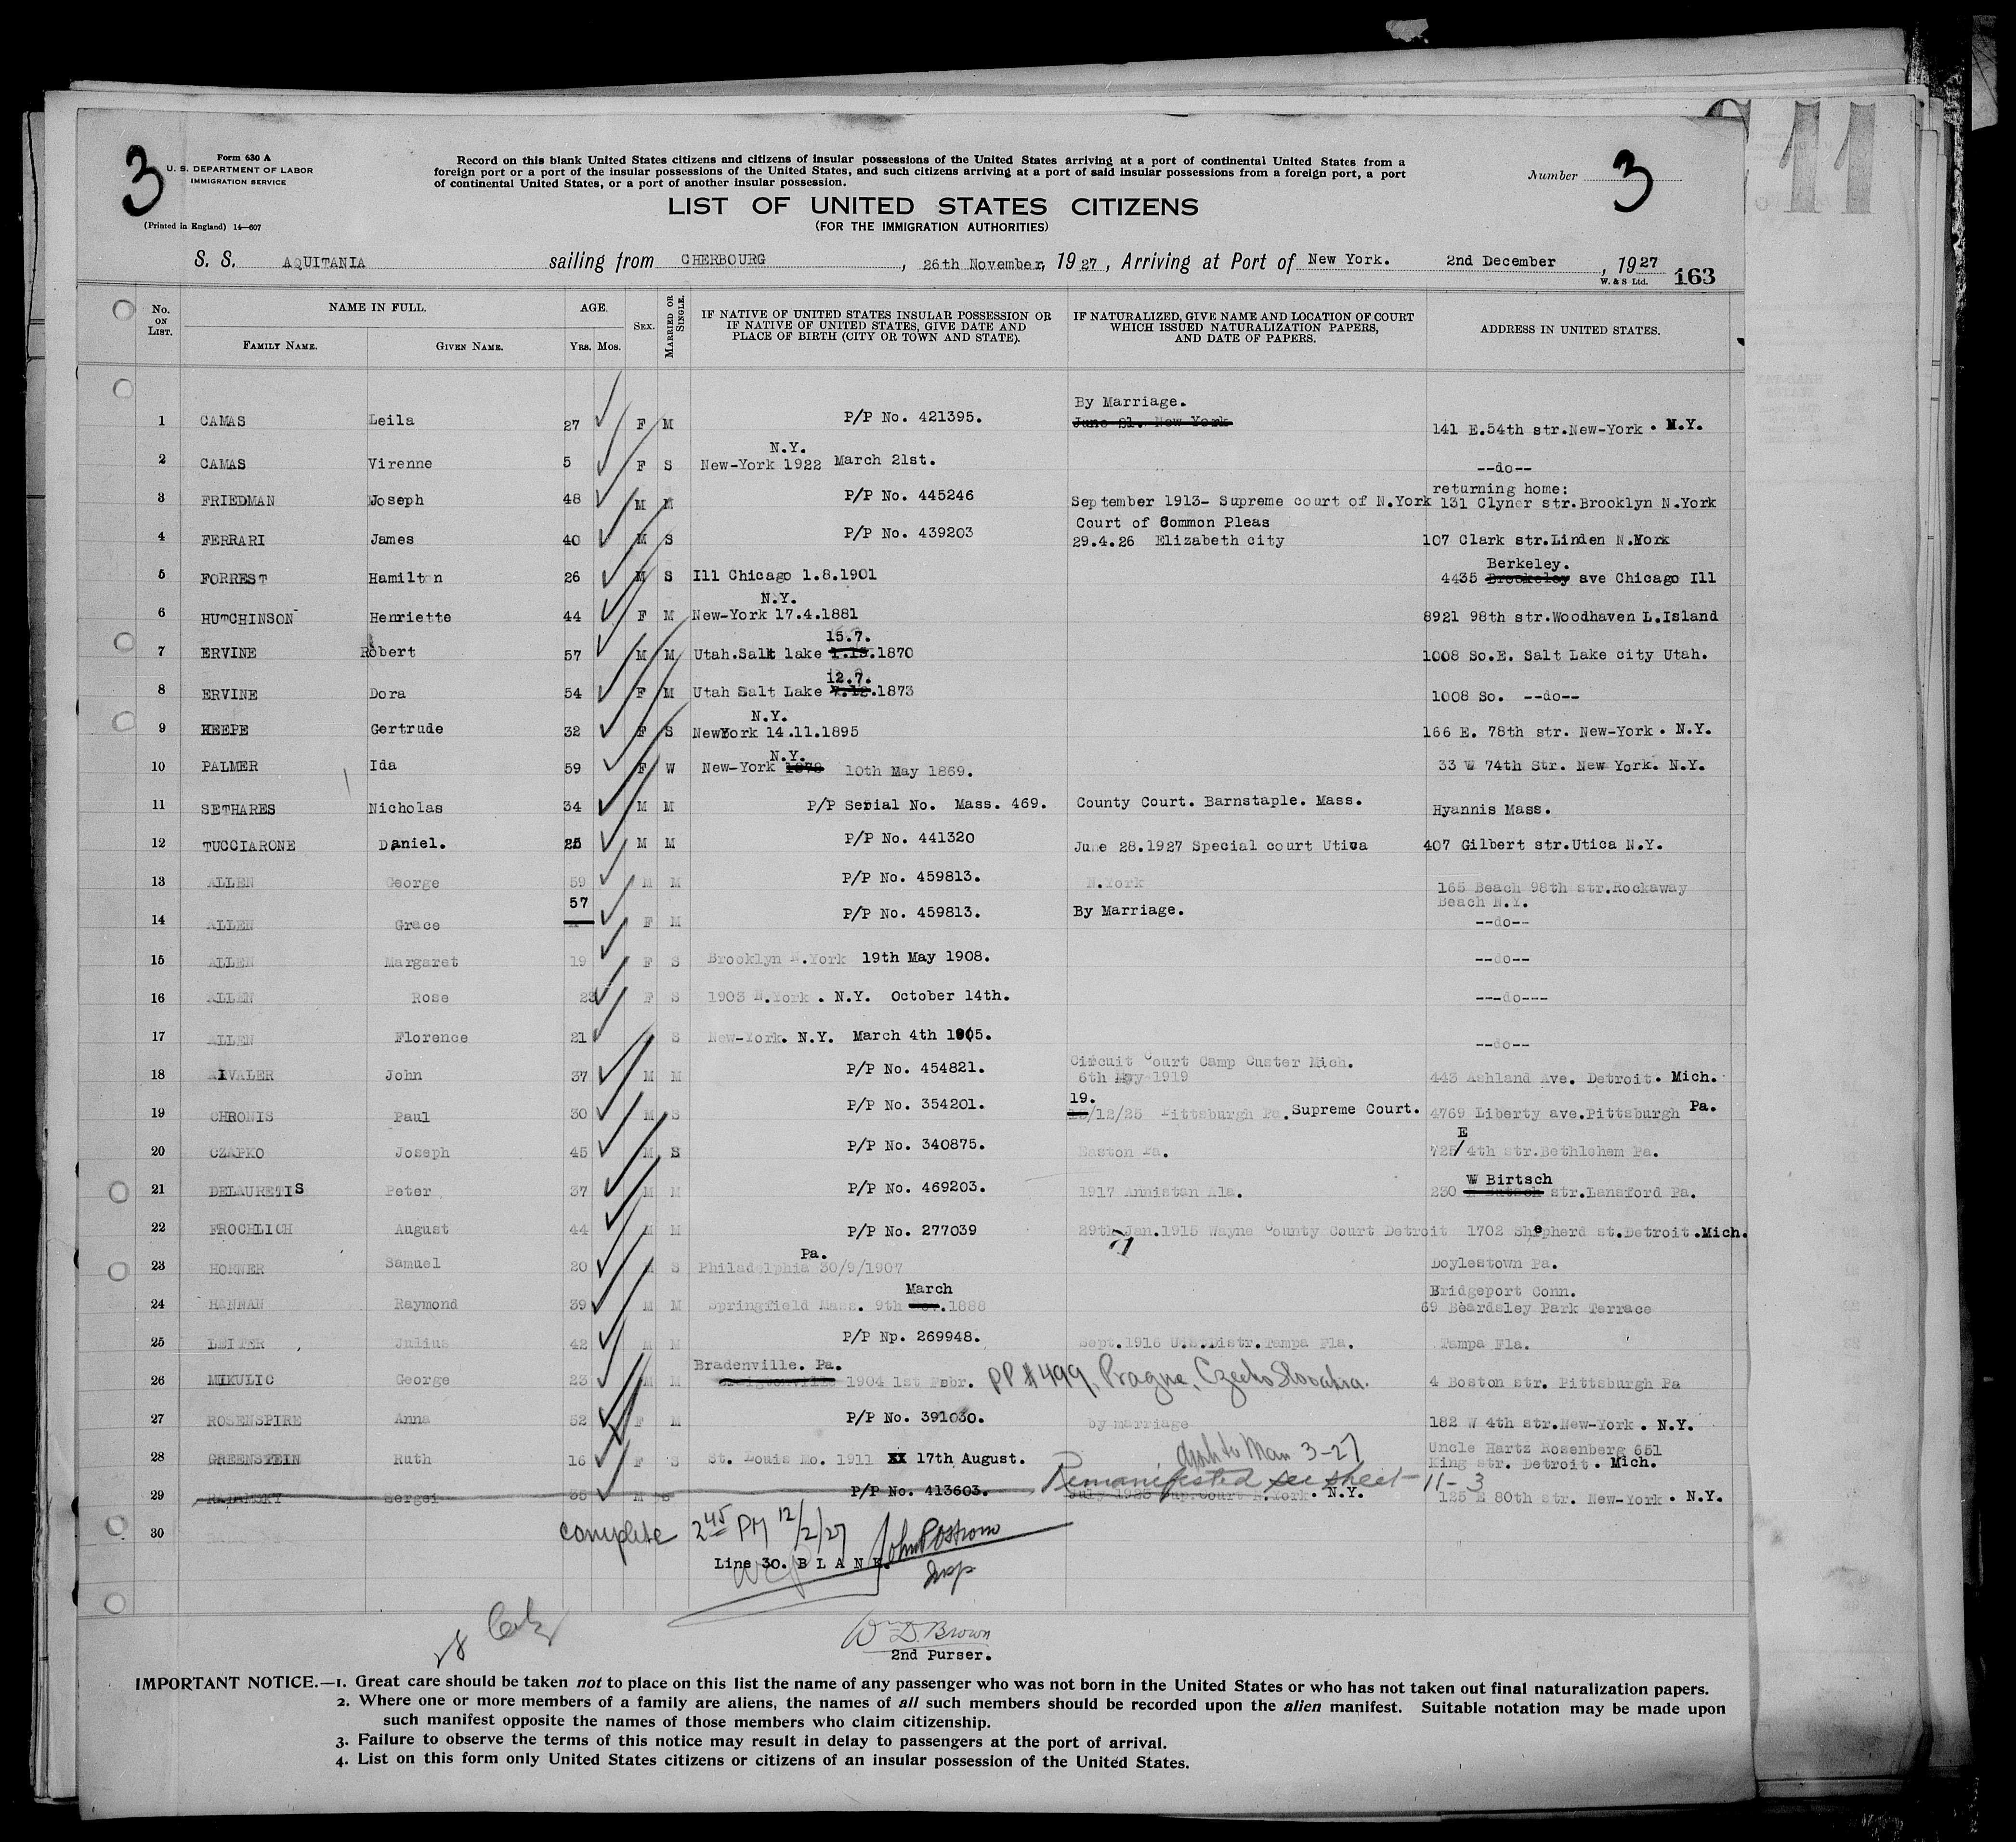 3
Form 630 A
U. S. DEPARTMENT OF LABOR
IMMIGRATION SERVICE
(Printed in England) 14—607
Record on this blank United States citizens and citizens of insular possessions of the United States arriving at a port of continental United States from a
foreign port or a port of the insular possessions of the United States, and such citizens arriving at a port of said insular possessions from a foreign port, a port
of continental United States, or a port of another insular possession.
Number 3
11
LIST OF UNITED STATES CITIZENS
(FOR THE IMMIGRATION AUTHORITIES)
S. S. AQUITANIA sailing from CHERBOURG, 26th November, 1927, Arriving at Port of New York. 2nd December, 1927
W. & S Ltd. 163
No. ON LIST. NAME IN FULL. FAMILY NAME. GIVEN NAME. AGE. YRS. MOS. SEX. MARRIED OR SINGLE. IF NATIVE OF UNITED STATES INSULAR POSSESSION OR IF NATIVE OF UNITED STATES, GIVE DATE AND PLACE OF BIRTH (CITY OR TOWN AND STATE). IF NATURALIZED, GIVE NAME AND LOCATION OF COURT WHICH ISSUED NATURALIZATION PAPERS, AND DATE OF PAPERS. ADDRESS IN UNITED STATES.
1 CAMAS Leila 27 F M P/P No. 421395. By Marriage. 141 E.54th str.New-York . N.Y.
2 CAMAS Virenne 5 F S New-York 1922 N.Y. March 21st. --do--
3 FRIEDMAN Joseph 48 M M P/P No. 445246 September 1913- Supreme court of N.York returning home: 131 Clyner str.Brooklyn N.York
4 FERRARI James 40 M S P/P No. 439203 Court of Common Pleas 29.4.26 Elizabeth city 107 Clark str.Linden N.York
5 FORREST Hamilton 26 M S Ill Chicago 1.8.1901 4435 Berkeley. ave Chicago Ill
6 HUTCHINSON Henriette 44 F M N.Y. New-York 17.4.1881 8921 98th str.Woodhaven L.Island
7 ERVINE Robert 57 M M Utah.Salt lake 15.7.1870 1008 So.E. Salt Lake city Utah.
8 ERVINE Dora 54 F M Utah Salt Lake 12.7.1873 1008 So. --do--
9 KEEPE Gertrude 32 F S N.Y. NewYork 14.11.1895 166 E. 78th str. New-York . N.Y.
10 PALMER Ida 59 F W New-York N.Y. 1878 10th May 1869. 33 W 74th Str. New York. N.Y.
11 SETHARES Nicholas 34 M M P/P Serial No. Mass. 469. County Court. Barnstaple. Mass. Hyannis Mass.
12 TUCCIARONE Daniel. 25 M M P/P No. 441320 June 28.1927 Special court Utica 407 Gilbert str.Utica N.Y.
13 ALLEN George 59 M M P/P No. 459813. N.York 165 Beach 98th str.Rockaway Beach N.Y.
14 ALLEN Grace 57 F M P/P No. 459813. By Marriage. --do--
15 ALLEN Margaret 19 F S Brooklyn N.York 19th May 1908. --do--
16 ALLEN Rose 23 F S 1903 N.York . N.Y. October 14th. ---do---
17 ALLEN Florence 21 S New-York. N.Y. March 4th 1905. --do--
18 John 37 M M P/P No. 454821. Circuit Court Camp Custer Mich. 6th May 1919 443 Ashland Ave. Detroit. Mich.
19 CHRONIS Paul 30 M S P/P No. 354201. 19./12/25 Pittsburgh Pa. Supreme Court. 4769 Liberty ave.Pittsburgh Pa.
20 CZAPKO Joseph 45 M S P/P No. 340875. Easton Pa. 725 E/4th str.Bethlehem Pa.
21 DELAURETIS Peter 37 M M P/P No. 469203. 1917 Annistan Ala. 230 W Birtsch str.Lansford Pa.
22 FROCHLICH August 44 M M P/P No. 277039 29th Jan.1915 Wayne County Court Detroit 1702 Shepherd st.Detroit.Mich.
23 HOHNER Samuel 20 M S Philadelphia Pa. 30/9/1907 Doylestown Pa.
24 HANNAN Raymond 39 M M Springfield Mass. 9th March .1888 Bridgeport Conn. 69 Beardsley Park Terrace
25 LEITER Julius 42 M M P/P Np. 269948. Sept.1916 U.S.Distr.Tampa Fla. Tampa Fla.
26 MIKULIC George 23 M M Bradenville. Pa. 1904 1st Febr. PP #499, Prague, Czecho Slovakia. 4 Boston str. Pittsburgh Pa
27 ROSENSPIRE Anna 52 F M P/P No. 391030. by marriage 182 W 4th str.New-York . N.Y.
28 GREENSTEIN Ruth 16 F S St. Louis Mo. 1911 XX 17th August. Uncle Hartz Rosenberg 651 King str. Detroit . Mich.
Remanifested see sheet 11-3
29 Sergei 35 M S P/P No. 413603. July 1926 Sup.Court N.York . N.Y. 125 E 80th str. New-York . N.Y.
30
complete 2 45 PM 12/2/27 John P Ostrom
Line 30. BLANK.
Insp
Wm D. Brown
2nd Purser.
IMPORTANT NOTICE.—1. Great care should be taken not to place on this list the name of any passenger who was not born in the United States or who has not taken out final naturalization papers.
2. Where one or more members of a family are aliens, the names of all such members should be recorded upon the alien manifest. Suitable notation may be made upon
such manifest opposite the names of those members who claim citizenship.
3. Failure to observe the terms of this notice may result in delay to passengers at the port of arrival.
4. List on this form only United States citizens or citizens of an insular possession of the United States.